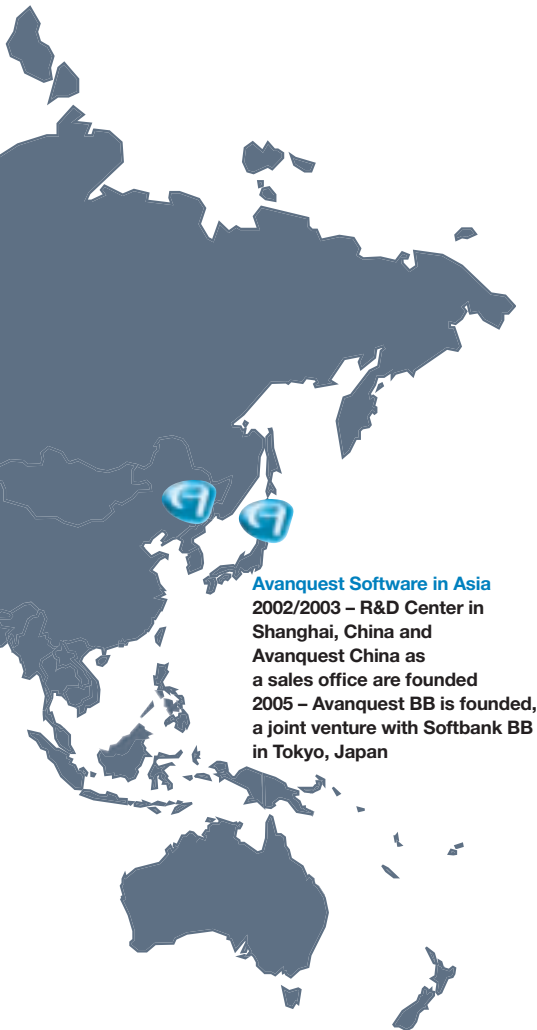 Avanquest Software in Asia
2002/2003 – R&D Center in
Shanghai, China and
Avanquest China as
a sales office are founded
2005 – Avanquest BB is founded,
a joint venture with Softbank BB
in Tokyo, Japan